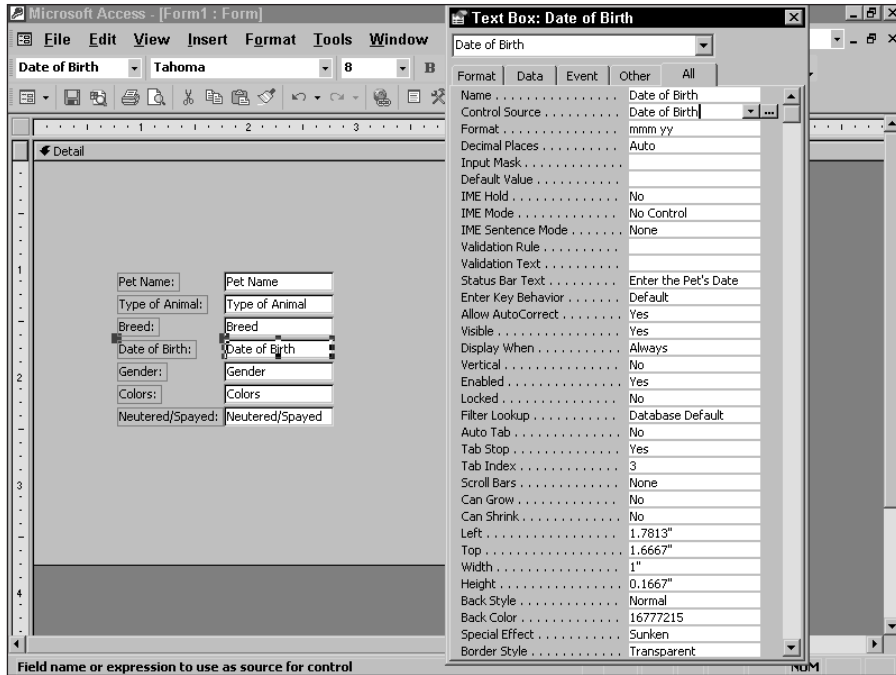 Microsoft Access - [Form1 : Form]
File Edit View Insert Format Tools Window
Date of Birth Tahoma 8 B
1 2 3
Detail
1
2
3
4
Pet Name: Pet Name
Type of Animal: Type of Animal
Breed: Breed
Date of Birth: Date of Birth
Gender: Gender
Colors: Colors
Neutered/Spayed: Neutered/Spayed
Text Box: Date of Birth
Date of Birth
Format Data Event Other All
Name . . . . . . . . . . . . . . . . Date of Birth
Control Source . . . . . . . . . . Date of Birth ...
Format . . . . . . . . . . . . . . . mmm yy
Decimal Places . . . . . . . . . . Auto
Input Mask . . . . . . . . . . . . .
Default Value . . . . . . . . . . .
IME Hold . . . . . . . . . . . . . . No
IME Mode . . . . . . . . . . . . . No Control
IME Sentence Mode . . . . . . . None
Validation Rule . . . . . . . . . .
Validation Text . . . . . . . . . .
Status Bar Text . . . . . . . . . . Enter the Pet's Date
Enter Key Behavior . . . . . . . Default
Allow AutoCorrect . . . . . . . . Yes
Visible . . . . . . . . . . . . . . . . Yes
Display When . . . . . . . . . . . Always
Vertical . . . . . . . . . . . . . . . No
Enabled . . . . . . . . . . . . . . . Yes
Locked . . . . . . . . . . . . . . . . No
Filter Lookup . . . . . . . . . . . Database Default
Auto Tab . . . . . . . . . . . . . . No
Tab Stop . . . . . . . . . . . . . . Yes
Tab Index . . . . . . . . . . . . . 3
Scroll Bars . . . . . . . . . . . . . None
Can Grow . . . . . . . . . . . . . No
Can Shrink . . . . . . . . . . . . . No
Left . . . . . . . . . . . . . . . . . 1.7813"
Top . . . . . . . . . . . . . . . . . . 1.6667"
Width . . . . . . . . . . . . . . . . 1"
Height . . . . . . . . . . . . . . . . 0.1667"
Back Style . . . . . . . . . . . . . Normal
Back Color . . . . . . . . . . . . . 16777215
Special Effect . . . . . . . . . . . Sunken
Border Style . . . . . . . . . . . . Transparent
Field name or expression to use as source for control NUM